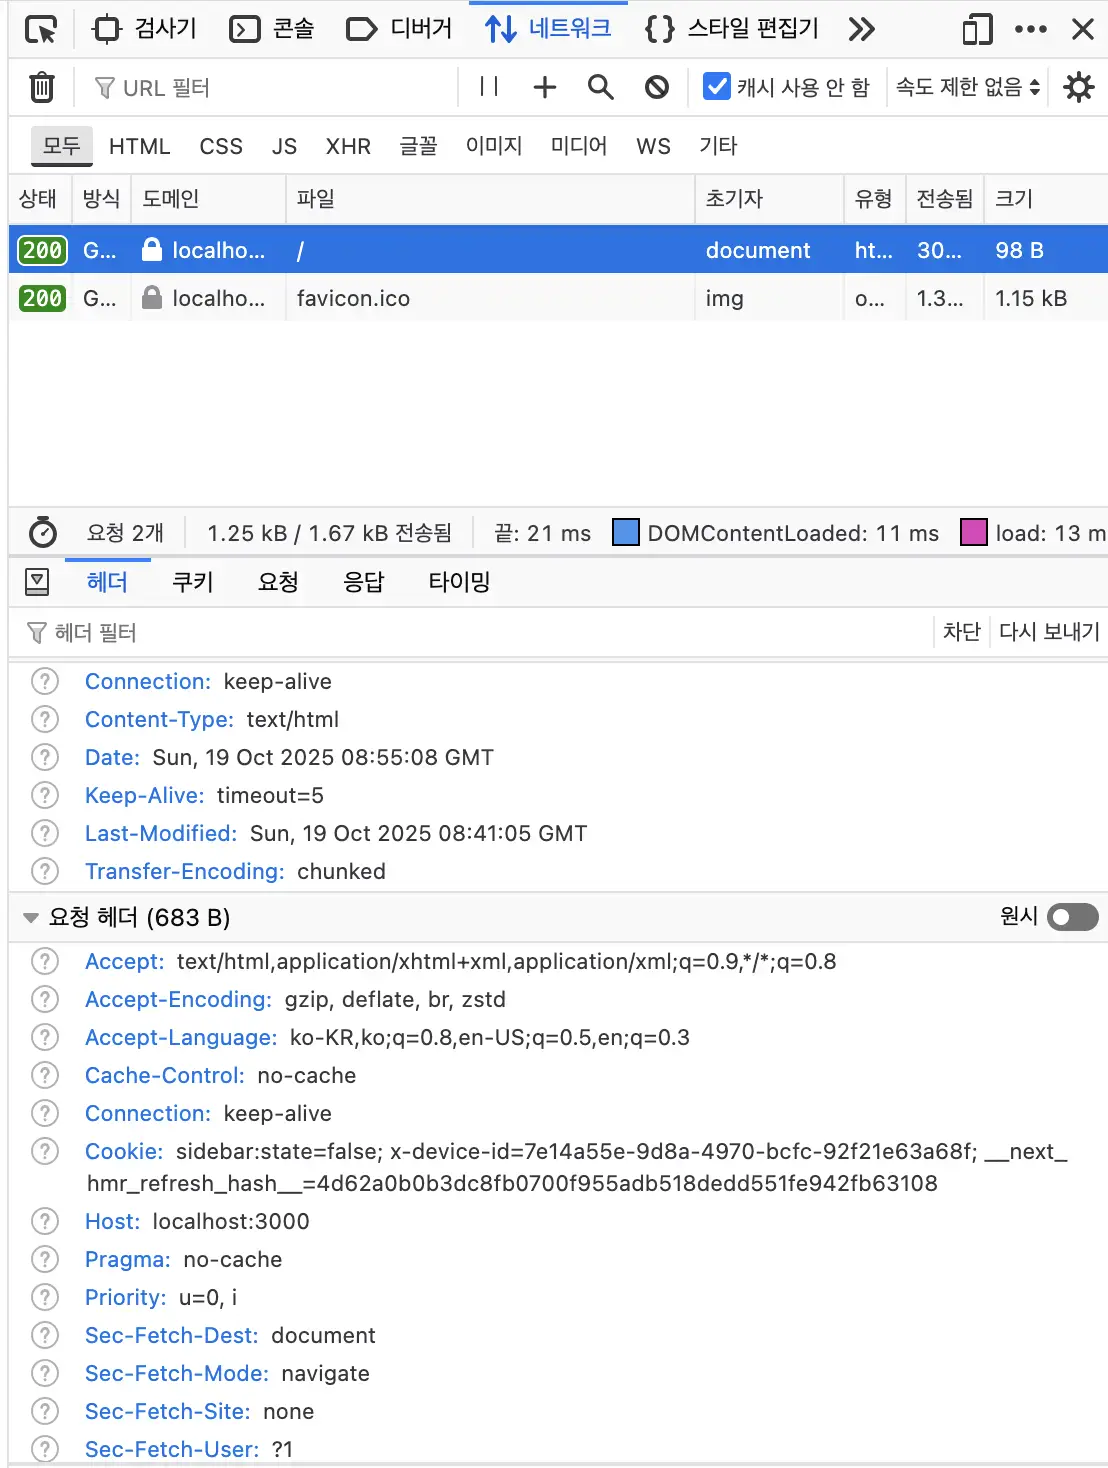 검사기 콘솔 디버거 네트워크 스타일 편집기
URL 필터 캐시 사용 안 함 속도 제한 없음
모두 HTML CSS JS XHR 글꼴 이미지 미디어 WS 기타
상태 방식 도메인 파일 초기자 유형 전송됨 크기
200 G... localho... / document ht... 30... 98 B
200 G... localho... favicon.ico img o... 1.3... 1.15 kB
요청 2개 1.25 kB / 1.67 kB 전송됨 끝: 21 ms DOMContentLoaded: 11 ms load: 13 m
헤더 쿠키 요청 응답 타이밍
헤더 필터 차단 다시 보내기
Connection: keep-alive
Content-Type: text/html
Date: Sun, 19 Oct 2025 08:55:08 GMT
Keep-Alive: timeout=5
Last-Modified: Sun, 19 Oct 2025 08:41:05 GMT
Transfer-Encoding: chunked
요청 헤더 (683 B) 원시
Accept: text/html,application/xhtml+xml,application/xml;q=0.9,*/*;q=0.8
Accept-Encoding: gzip, deflate, br, zstd
Accept-Language: ko-KR,ko;q=0.8,en-US;q=0.5,en;q=0.3
Cache-Control: no-cache
Connection: keep-alive
Cookie: sidebar:state=false; x-device-id=7e14a55e-9d8a-4970-bcfc-92f21e63a68f; __next_
hmr_refresh_hash__=4d62a0b0b3dc8fb0700f955adb518dedd551fe942fb63108
Host: localhost:3000
Pragma: no-cache
Priority: u=0, i
Sec-Fetch-Dest: document
Sec-Fetch-Mode: navigate
Sec-Fetch-Site: none
Sec-Fetch-User: ?1